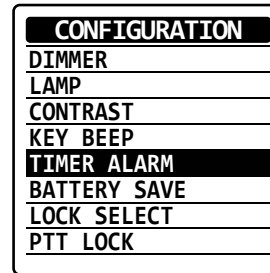 CONFIGURATION
DIMMER
LAMP
CONTRAST
KEY BEEP
TIMER ALARM
BATTERY SAVE
LOCK SELECT
PTT LOCK